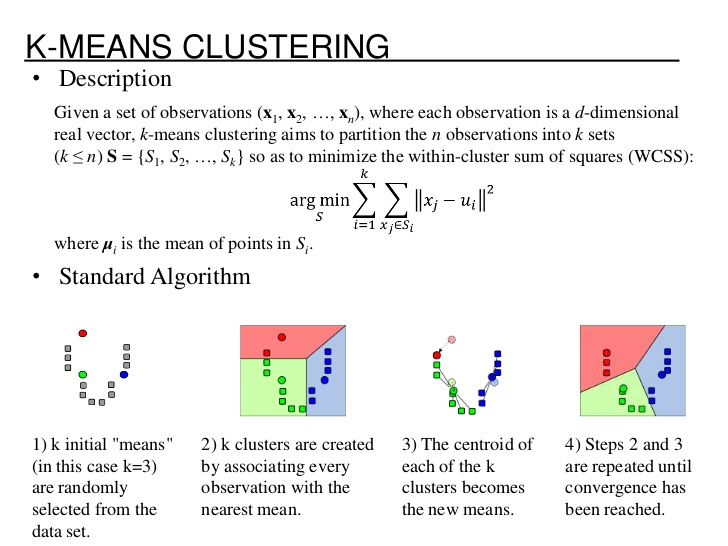 K-MEANS CLUSTERING
• Description
Given a set of observations (x₁, x₂, …, xₙ), where each observation is a d-dimensional
real vector, k-means clustering aims to partition the n observations into k sets
(k ≤ n) S = {S₁, S₂, …, Sₖ} so as to minimize the within-cluster sum of squares (WCSS):
arg min_S ∑_{i=1}^{k} ∑_{xⱼ∈Sᵢ} ‖xⱼ − uᵢ‖²
where μᵢ is the mean of points in Sᵢ.
• Standard Algorithm
1) k initial "means"
(in this case k=3)
are randomly
selected from the
data set.
2) k clusters are created
by associating every
observation with the
nearest mean.
3) The centroid of
each of the k
clusters becomes
the new means.
4) Steps 2 and 3
are repeated until
convergence has
been reached.